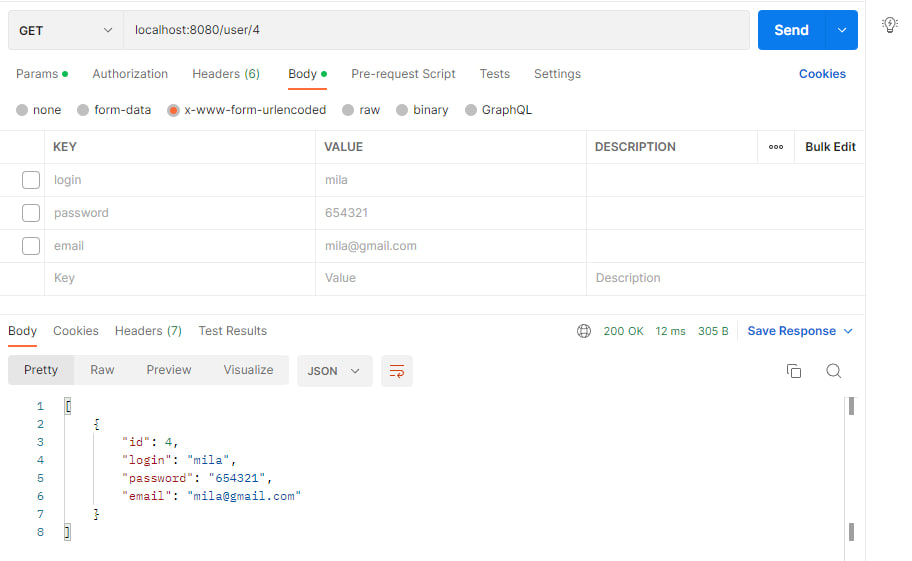 GET localhost:8080/user/4 Send
Params Authorization Headers (6) Body Pre-request Script Tests Settings Cookies
none form-data x-www-form-urlencoded raw binary GraphQL
KEY VALUE DESCRIPTION Bulk Edit
login mila
password 654321
email mila@gmail.com
Key Value Description
Body Cookies Headers (7) Test Results 200 OK 12 ms 305 B Save Response
Pretty Raw Preview Visualize JSON
1 [
2 {
3 "id": 4,
4 "login": "mila",
5 "password": "654321",
6 "email": "mila@gmail.com"
7 }
8 ]